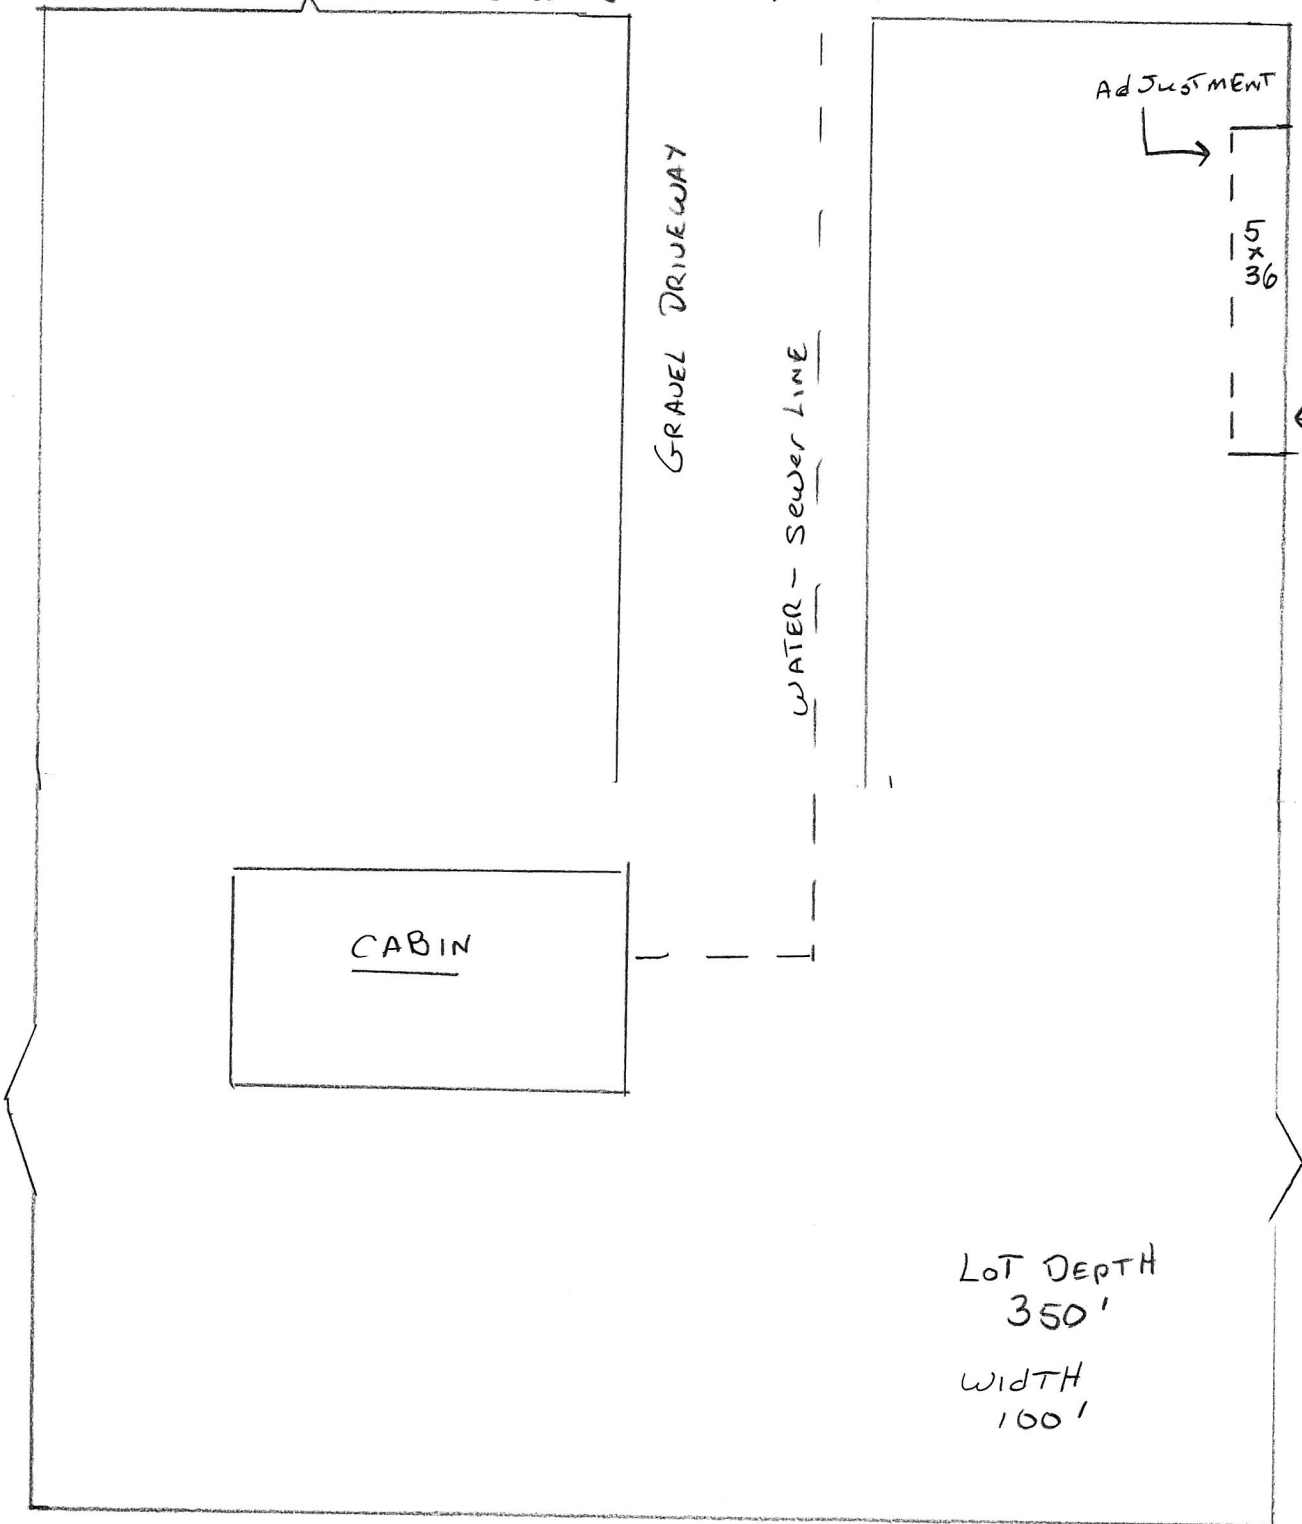 AdJustMENT
5
x
36
GRAVEL DRIVEWAY
WATER - Sewer LINE
CABIN
LOT DEPTH
350'
WIDTH
100'